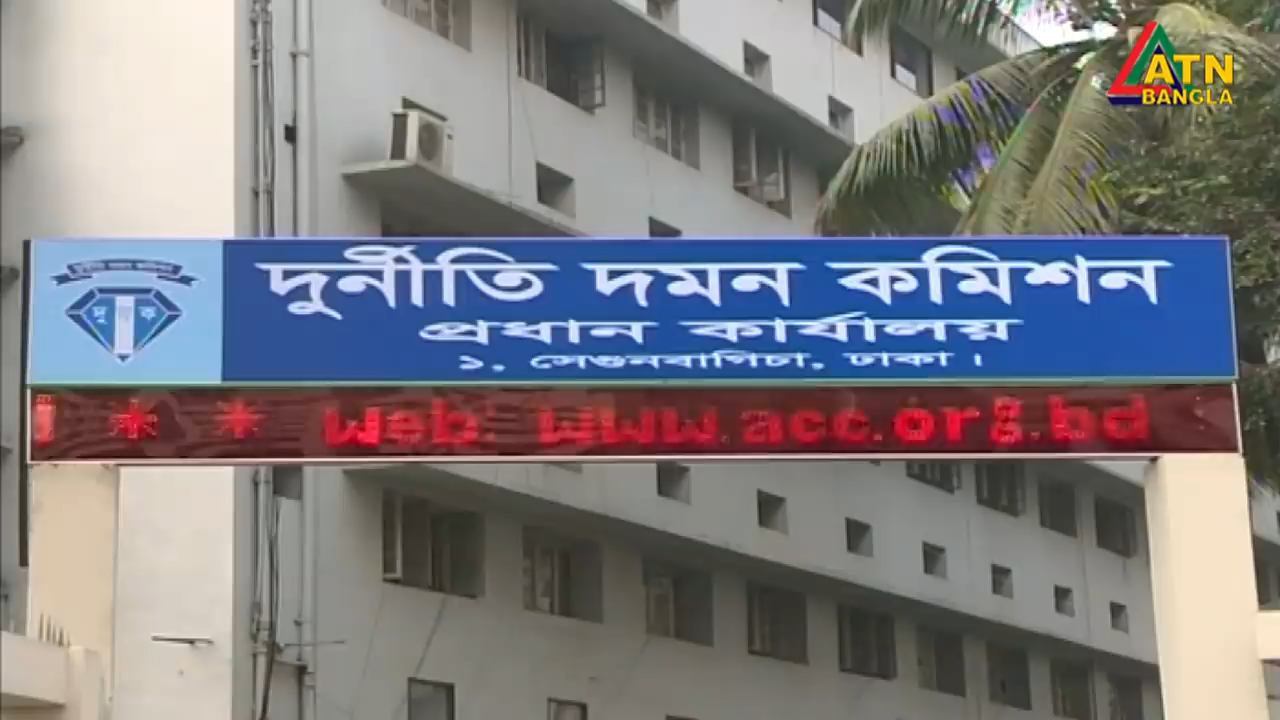 ATN
BANGLA
দুর্নীতি দমন কমিশন
প্রধান কার্যালয়
১, সেগুনবাগিচা, ঢাকা।
দু দ ক
* * web: www.acc.org.bd